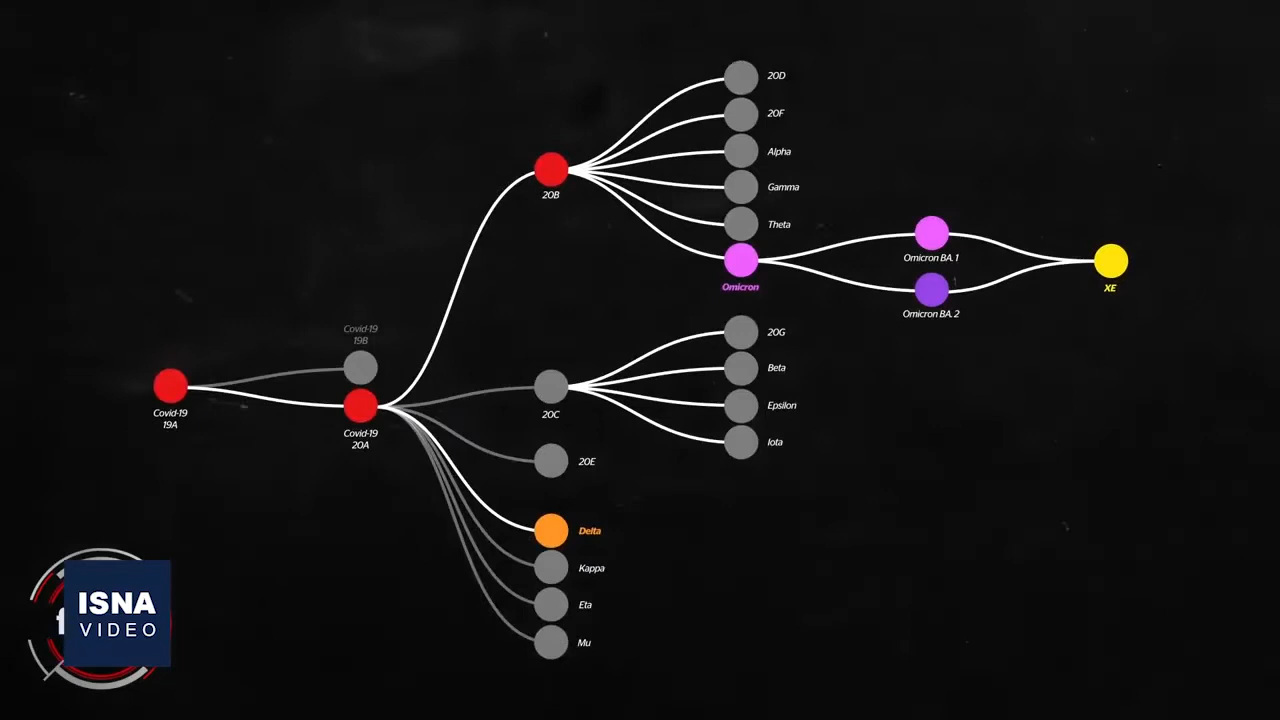 20D
20F
Alpha
Gamma
Theta
20B
Omicron
Omicron BA.1
Omicron BA.2
XE
Covid-19
19B
Covid-19
19A
Covid-19
20A
20C
20G
Beta
Epsilon
Iota
20E
Delta
Kappa
Eta
Mu
ISNA
VIDEO